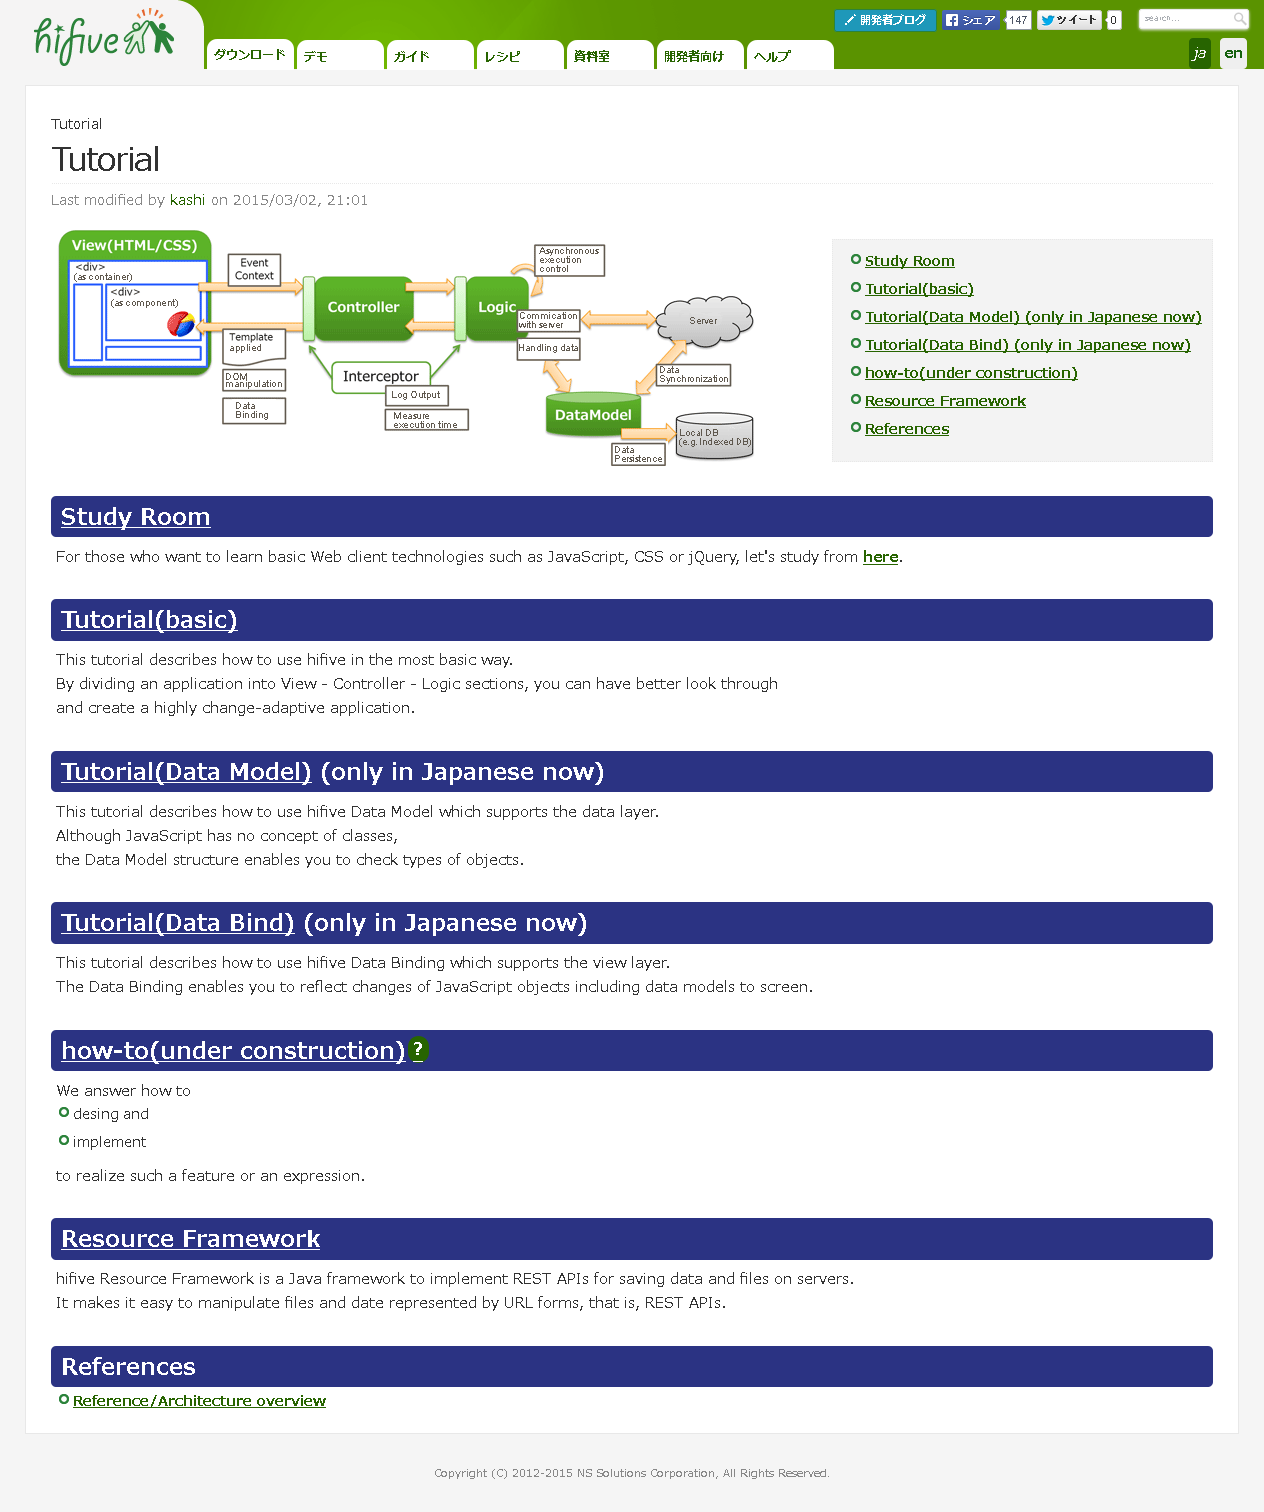 hifive
開発者ブログ
シェア
147
ツイート
0
search...
ダウンロード
デモ
ガイド
レシピ
資料室
開発者向け
ヘルプ
ja
en
Tutorial
Tutorial
Last modified by kashi on 2015/03/02, 21:01
View(HTML/CSS)
<div>
(as container)
<div>
(as component)
Event
Context
Template
applied
DOM
manipulation
Data
Binding
Controller
Interceptor
Log Output
Measure
execution time
Logic
Asynchronous
execution
control
Commication
with server
Handling data
Server
Data
Synchronization
DataModel
Data
Persistence
Local DB
(e.g. Indexed DB)
Study Room
Tutorial(basic)
Tutorial(Data Model) (only in Japanese now)
Tutorial(Data Bind) (only in Japanese now)
how-to(under construction)
Resource Framework
References
Study Room
For those who want to learn basic Web client technologies such as JavaScript, CSS or jQuery, let's study from here.
Tutorial(basic)
This tutorial describes how to use hifive in the most basic way.
By dividing an application into View - Controller - Logic sections, you can have better look through
and create a highly change-adaptive application.
Tutorial(Data Model) (only in Japanese now)
This tutorial describes how to use hifive Data Model which supports the data layer.
Although JavaScript has no concept of classes,
the Data Model structure enables you to check types of objects.
Tutorial(Data Bind) (only in Japanese now)
This tutorial describes how to use hifive Data Binding which supports the view layer.
The Data Binding enables you to reflect changes of JavaScript objects including data models to screen.
how-to(under construction)?
We answer how to
desing and
implement
to realize such a feature or an expression.
Resource Framework
hifive Resource Framework is a Java framework to implement REST APIs for saving data and files on servers.
It makes it easy to manipulate files and date represented by URL forms, that is, REST APIs.
References
Reference/Architecture overview
Copyright (C) 2012-2015 NS Solutions Corporation, All Rights Reserved.